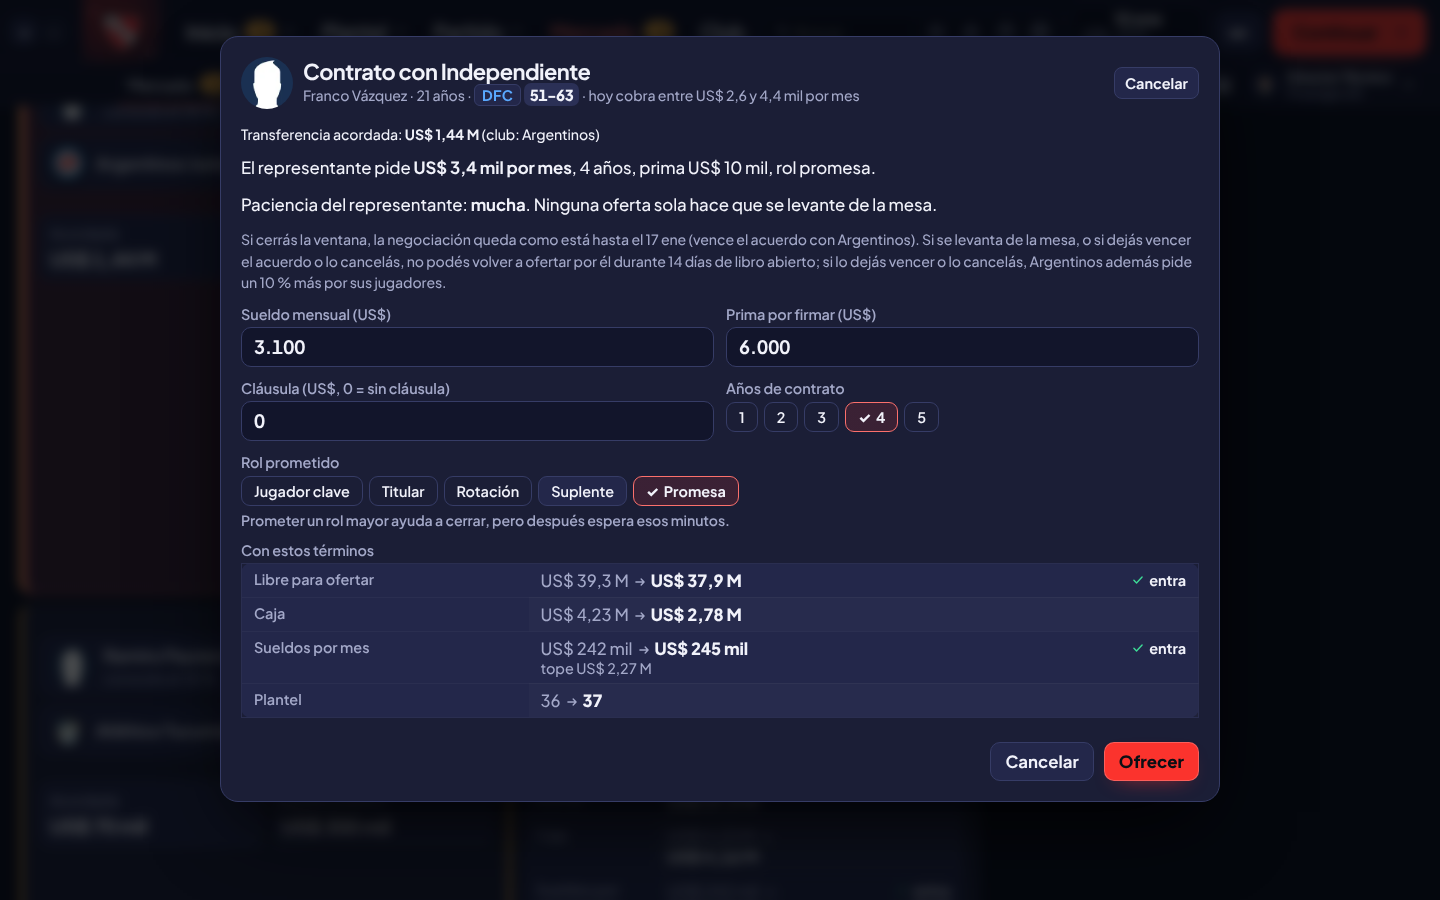 Contrato con Independiente
Franco Vázquez · 21 años · DFC 51–63 · hoy cobra entre US$ 2,6 y 4,4 mil por mes
Cancelar
Transferencia acordada: US$ 1,44 M (club: Argentinos)
El representante pide US$ 3,4 mil por mes, 4 años, prima US$ 10 mil, rol promesa.
Paciencia del representante: mucha. Ninguna oferta sola hace que se levante de la mesa.
Si cerrás la ventana, la negociación queda como está hasta el 17 ene (vence el acuerdo con Argentinos). Si se levanta de la mesa, o si dejás vencer
el acuerdo o lo cancelás, no podés volver a ofertar por él durante 14 días de libro abierto; si lo dejás vencer o lo cancelás, Argentinos además pide
un 10 % más por sus jugadores.
Sueldo mensual (US$)
3.100
Prima por firmar (US$)
6.000
Cláusula (US$, 0 = sin cláusula)
0
Años de contrato
1 2 3 ✓ 4 5
Rol prometido
Jugador clave Titular Rotación Suplente ✓ Promesa
Prometer un rol mayor ayuda a cerrar, pero después espera esos minutos.
Con estos términos
Libre para ofertar US$ 39,3 M → US$ 37,9 M ✓ entra
Caja US$ 4,23 M → US$ 2,78 M
Sueldos por mes US$ 242 mil → US$ 245 mil ✓ entra
tope US$ 2,27 M
Plantel 36 → 37
Cancelar Ofrecer